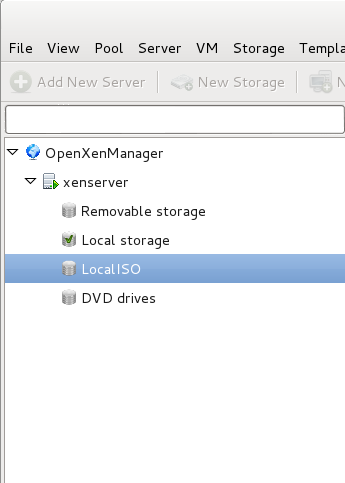 File View Pool Server VM Storage Templa
Add New Server New Storage N
OpenXenManager
xenserver
Removable storage
Local storage
LocalISO
DVD drives